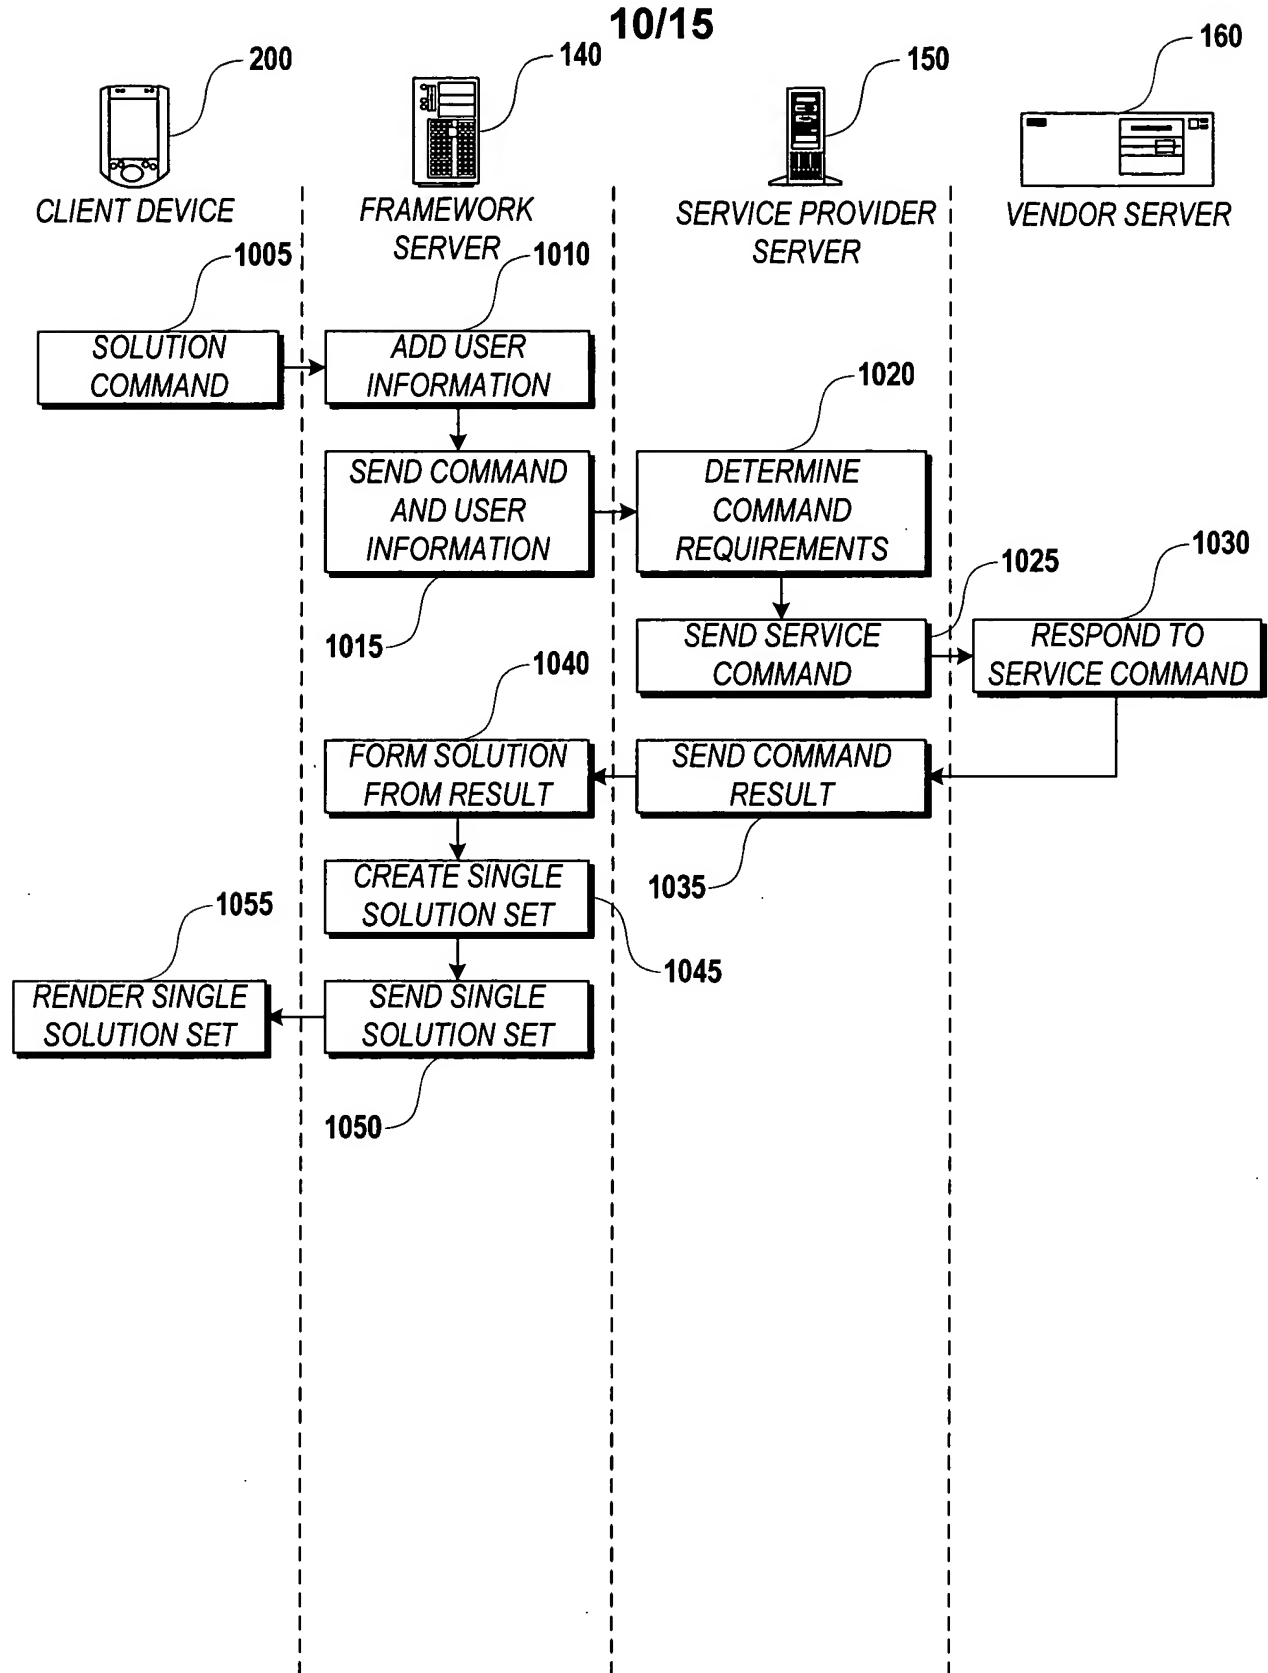 10/15
200
140
150
160
CLIENT DEVICE
FRAMEWORK
SERVER
SERVICE PROVIDER
SERVER
VENDOR SERVER
1005
1010
SOLUTION
COMMAND
ADD USER
INFORMATION
1020
SEND COMMAND
AND USER
INFORMATION
DETERMINE
COMMAND
REQUIREMENTS
1015
1025
1030
SEND SERVICE
COMMAND
RESPOND TO
SERVICE COMMAND
1040
FORM SOLUTION
FROM RESULT
SEND COMMAND
RESULT
1035
CREATE SINGLE
SOLUTION SET
1045
1055
RENDER SINGLE
SOLUTION SET
SEND SINGLE
SOLUTION SET
1050